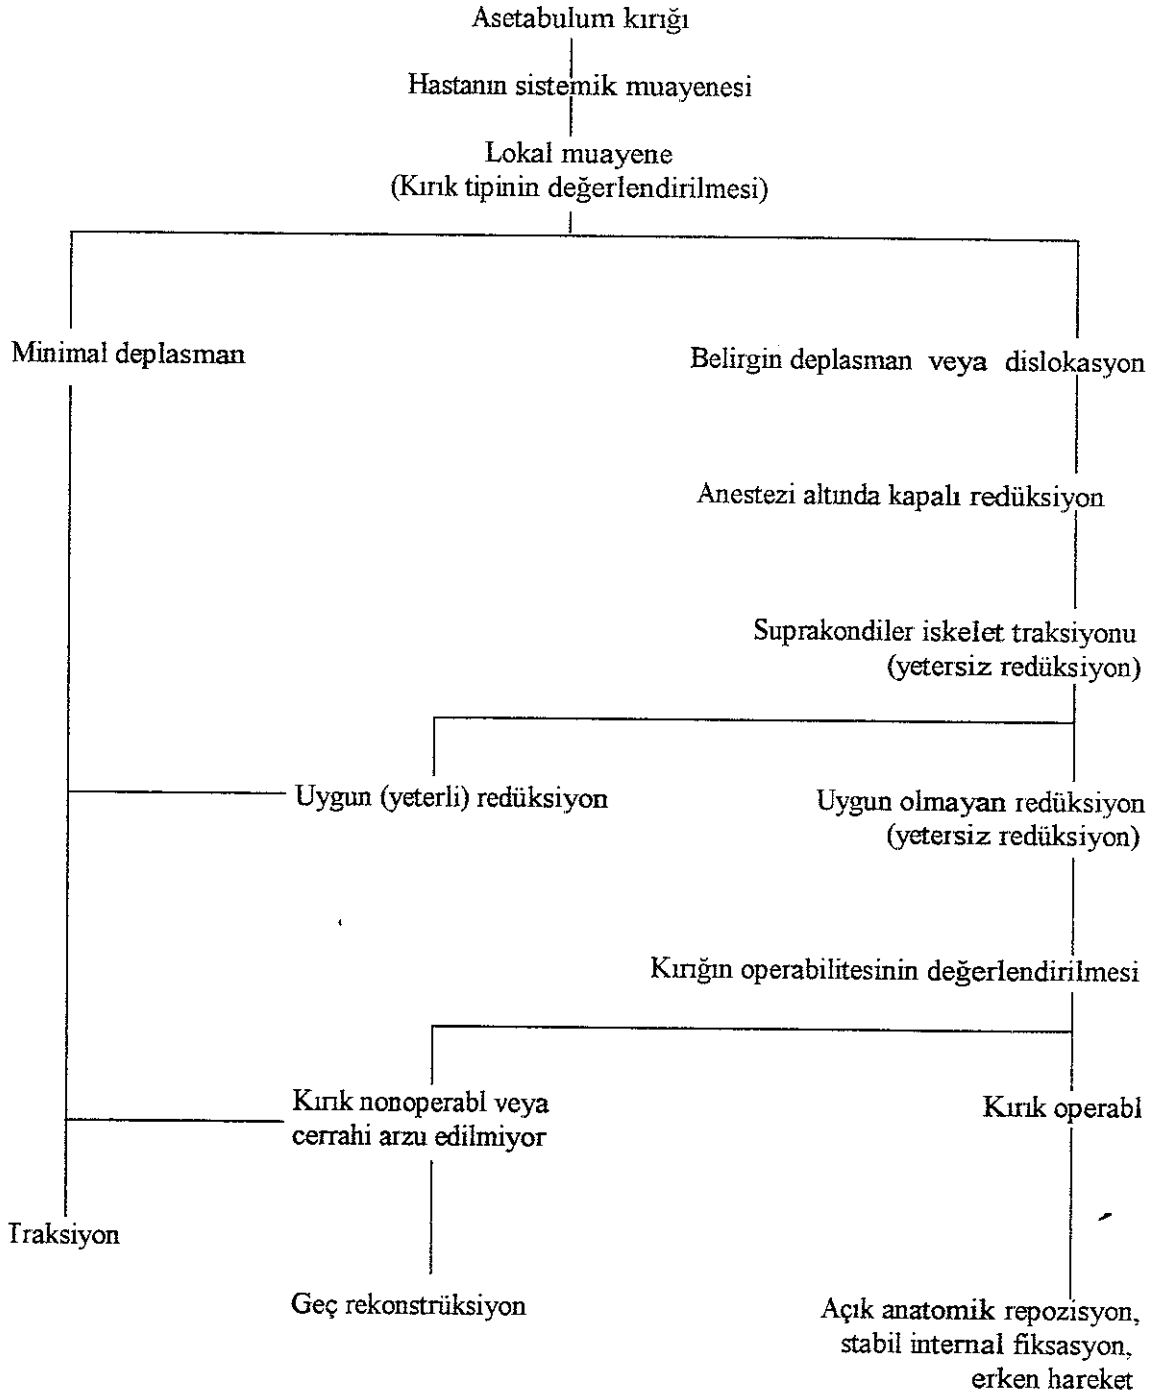 Asetabulum kırığı
Hastanın sistemik muayenesi
Lokal muayene
(Kırık tipinin değerlendirilmesi)
Minimal deplasman
Belirgin deplasman veya dislokasyon
Anestezi altında kapalı redüksiyon
Suprakondiler iskelet traksiyonu
(yetersiz redüksiyon)
Uygun (yeterli) redüksiyon
Uygun olmayan redüksiyon
(yetersiz redüksiyon)
Kırığın operabilitesinin değerlendirilmesi
Kırık nonoperabl veya
cerrahi arzu edilmiyor
Kırık operabl
Traksiyon
Geç rekonstrüksiyon
Açık anatomik repozisyon,
stabil internal fiksasyon,
erken hareket